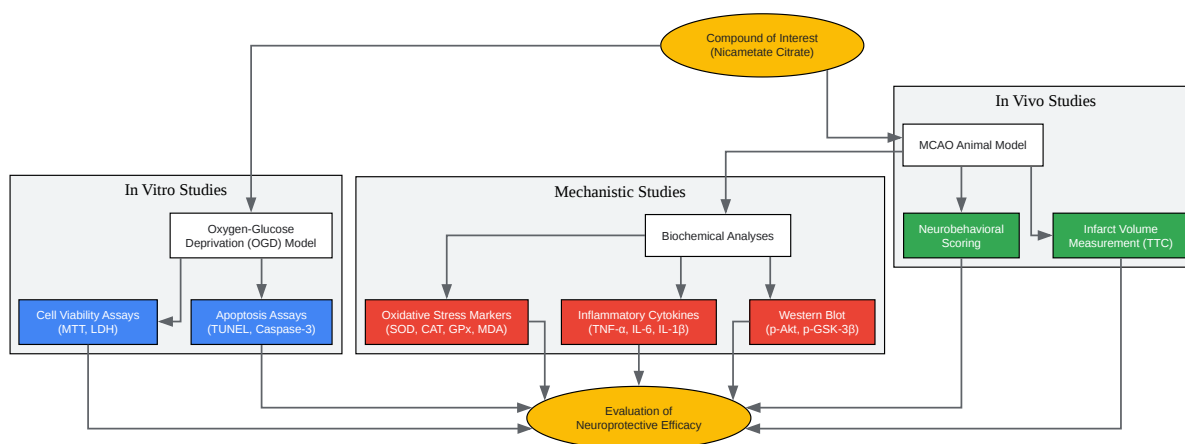 Compound of Interest
(Nicametate Citrate)
In Vivo Studies
MCAO Animal Model
In Vitro Studies
Mechanistic Studies
Oxygen-Glucose
Deprivation (OGD) Model
Biochemical Analyses
Neurobehavioral
Scoring
Infarct Volume
Measurement (TTC)
Cell Viability Assays
(MTT, LDH)
Apoptosis Assays
(TUNEL, Caspase-3)
Oxidative Stress Markers
(SOD, CAT, GPx, MDA)
Inflammatory Cytokines
(TNF-α, IL-6, IL-1β)
Western Blot
(p-Akt, p-GSK-3β)
Evaluation of
Neuroprotective Efficacy